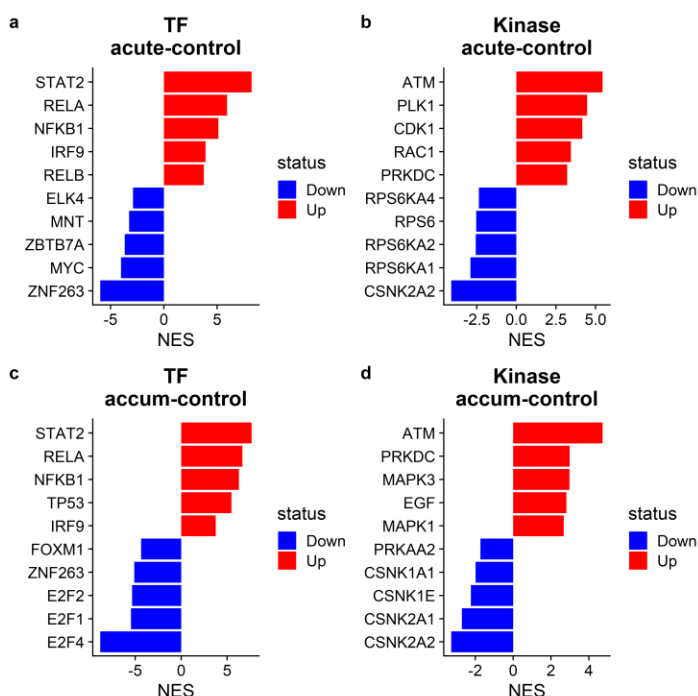 a
TF
acute-control
STAT2
RELA
NFKB1
IRF9
RELB
ELK4
MNT
ZBTB7A
MYC
ZNF263
-5 0 5
NES
status
Down
Up
b
Kinase
acute-control
ATM
PLK1
CDK1
RAC1
PRKDC
RPS6KA4
RPS6
RPS6KA2
RPS6KA1
CSNK2A2
-2.5 0.0 2.5 5.0
NES
status
Down
Up
c
TF
accum-control
STAT2
RELA
NFKB1
TP53
IRF9
FOXM1
ZNF263
E2F2
E2F1
E2F4
-5 0 5
NES
status
Down
Up
d
Kinase
accum-control
ATM
PRKDC
MAPK3
EGF
MAPK1
PRKAA2
CSNK1A1
CSNK1E
CSNK2A1
CSNK2A2
-2 0 2 4
NES
status
Down
Up